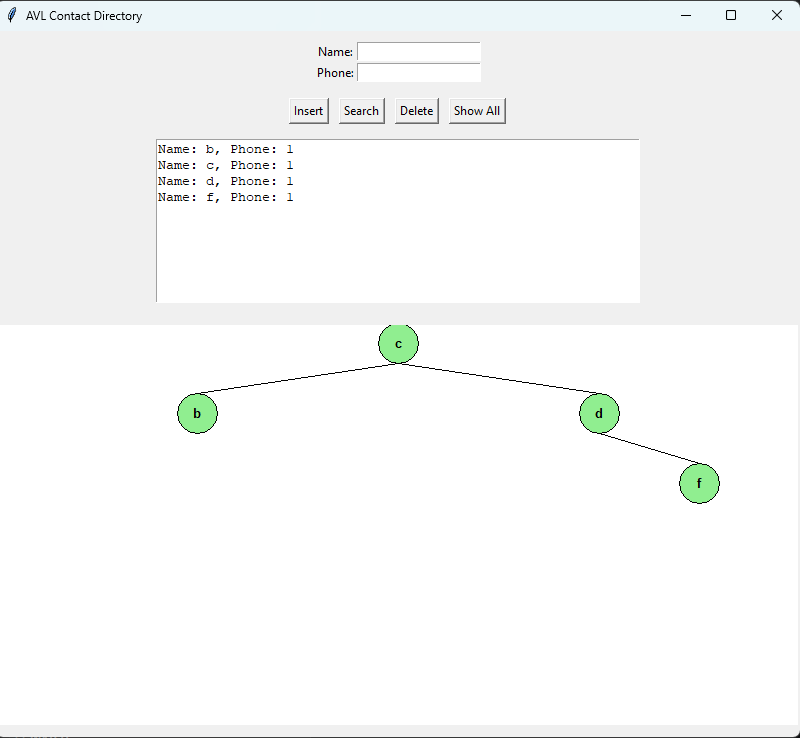 AVL Contact Directory
Name:
Phone:
Insert Search Delete Show All
Name: b, Phone: 1
Name: c, Phone: 1
Name: d, Phone: 1
Name: f, Phone: 1
c
b d
f